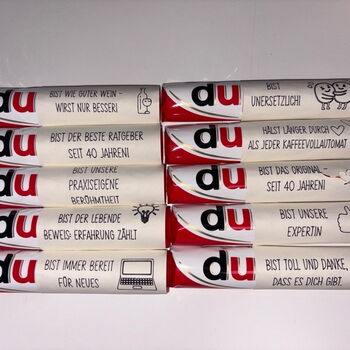 du BIST WIE GUTER WEIN -
WIRST NUR BESSER!
du BIST DER BESTE RATGEBER
SEIT 40 JAHREN!
du BIST UNSERE
PRAXISEIGENE
BERÜHMTHEIT
du BIST DER LEBENDE
BEWEIS: ERFAHRUNG ZÄHLT
du BIST IMMER BEREIT
FÜR NEUES
du BIST
UNERSETZLICH!
du HÄLST LÄNGER DURCH
ALS JEDER KAFFEEVOLLAUTOMAT
du BIST DAS ORIGINAL
SEIT 40 JAHREN!
du BIST UNSERE
EXPERTIN
du BIST TOLL UND DANKE,
DASS ES DICH GIBT.